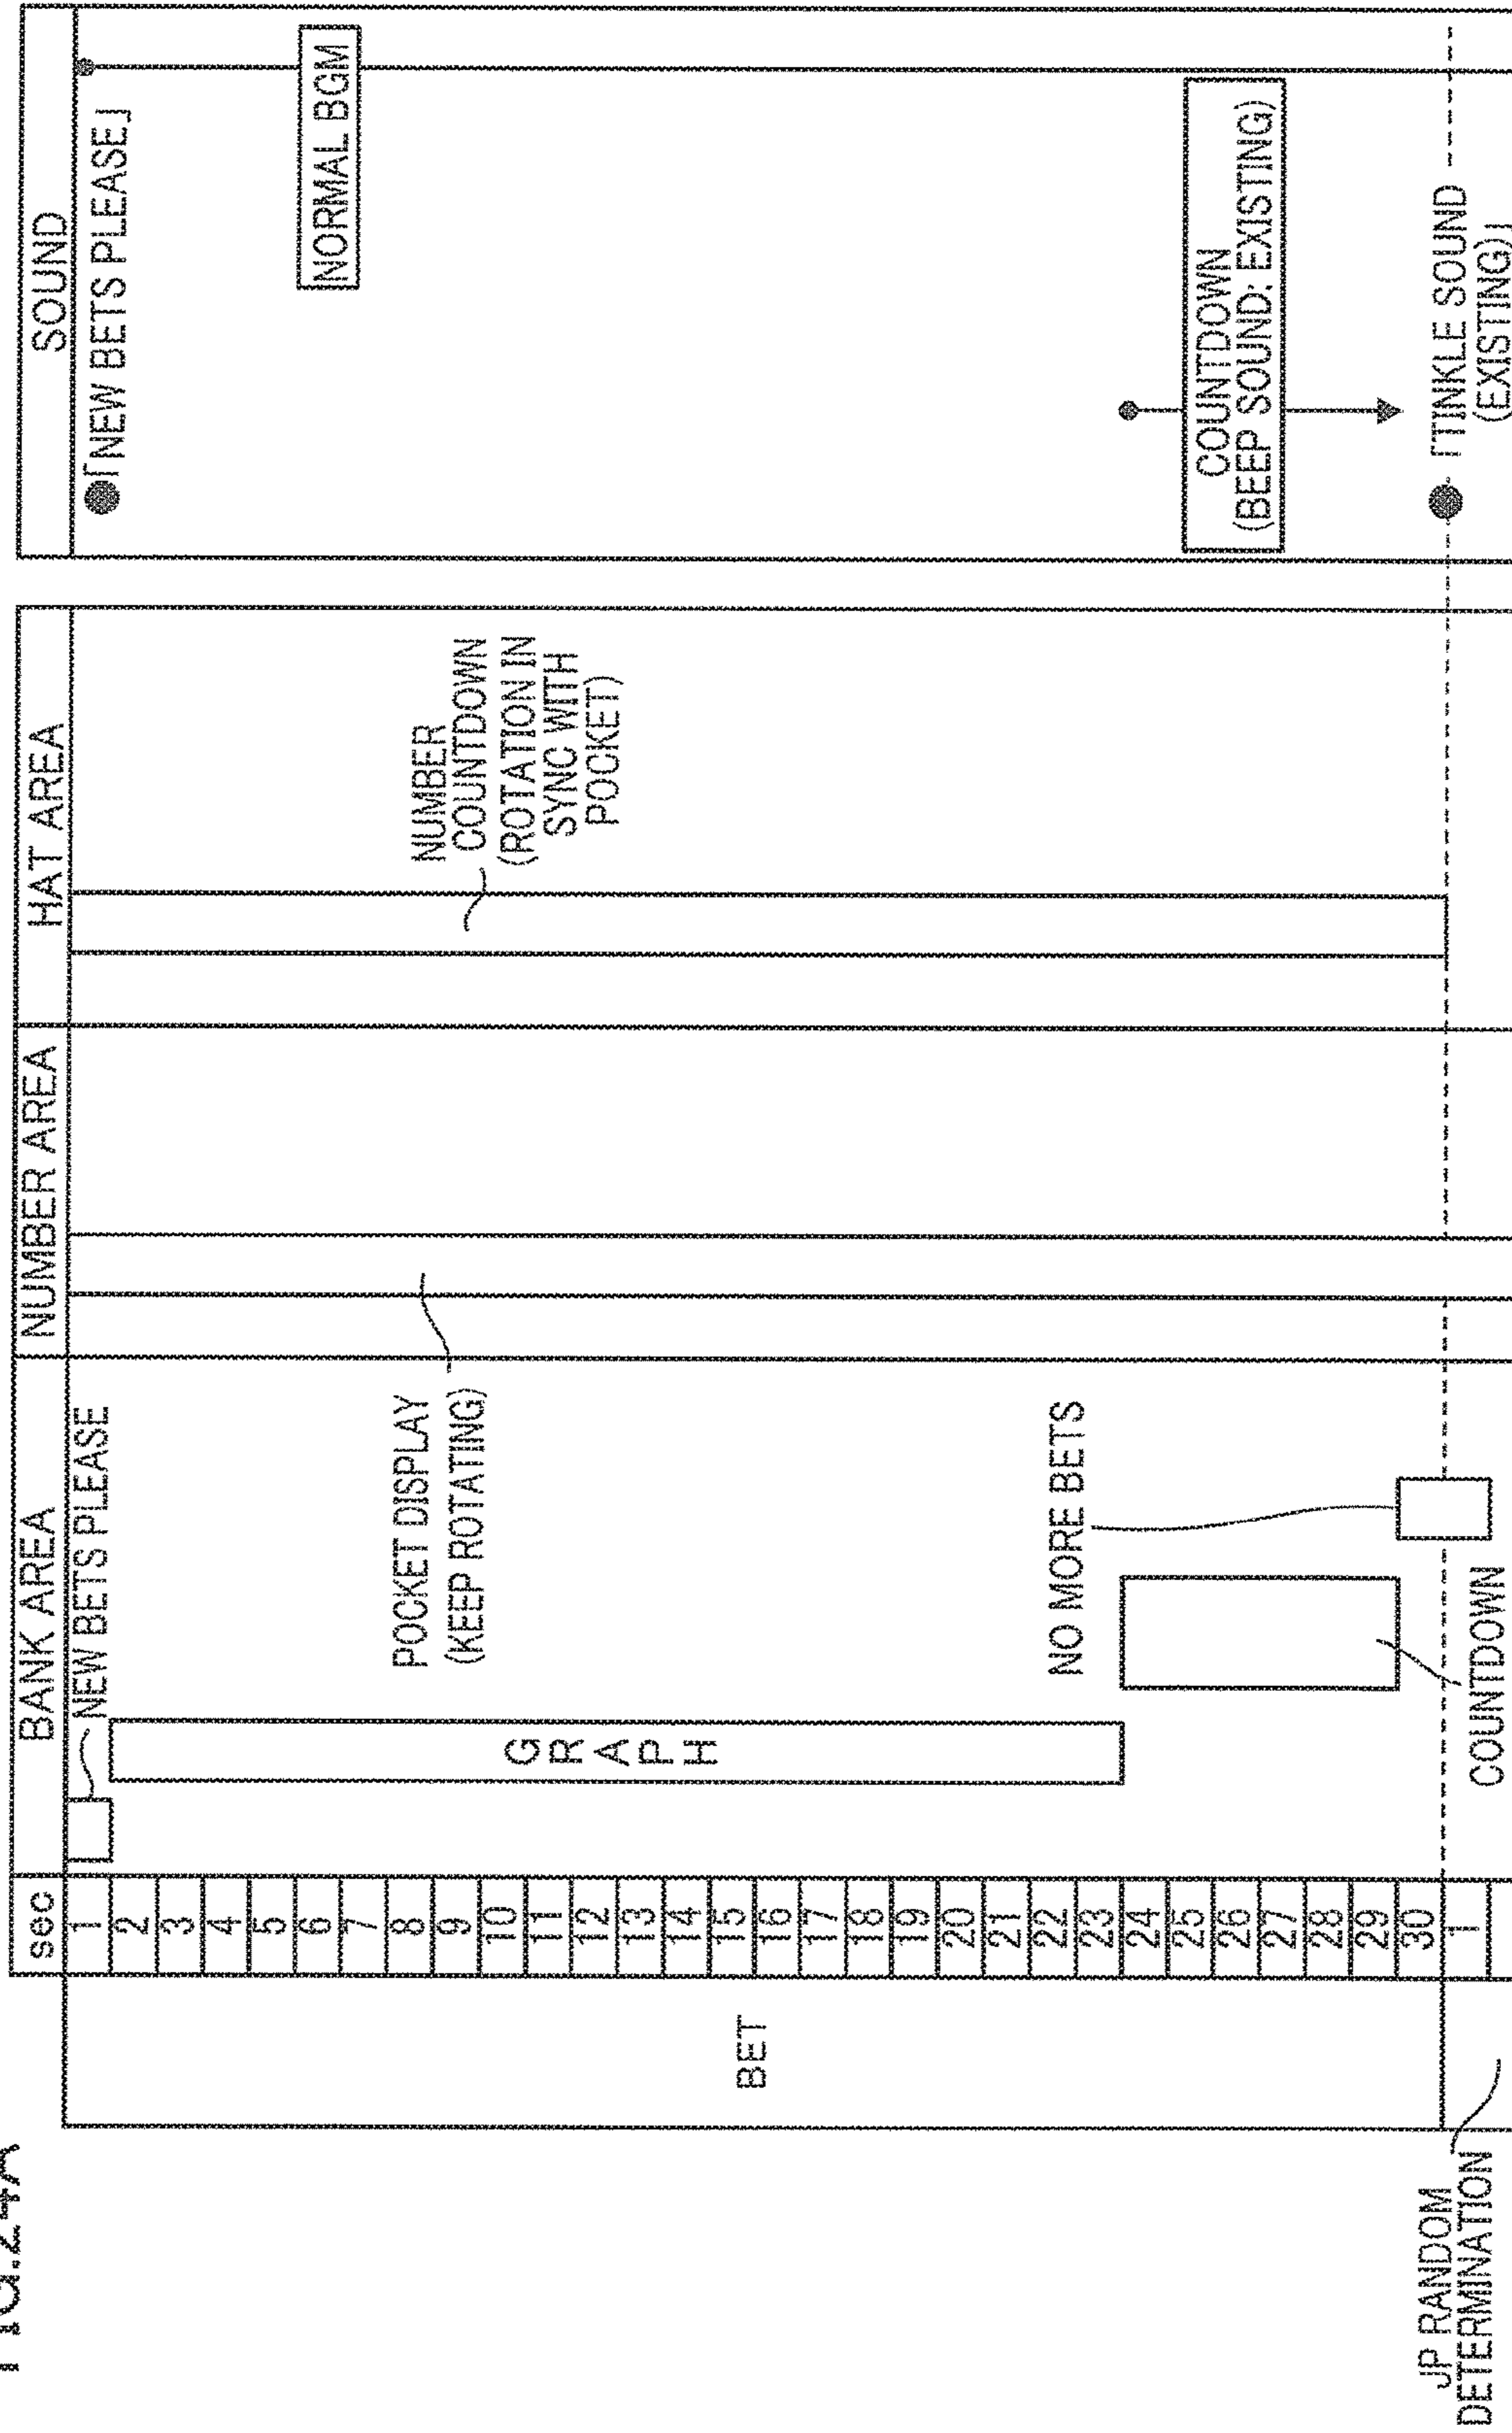 FIG.24A
sec
BANK AREA
NUMBER AREA
HAT AREA
SOUND
BET
1
2
3
4
5
6
7
8
9
10
11
12
13
14
15
16
17
18
19
20
21
22
23
24
25
26
27
28
29
30
1
JP RANDOM
DETERMINATION
NEW BETS PLEASE
GRAPH
POCKET DISPLAY
(KEEP ROTATING)
NO MORE BETS
COUNTDOWN
NUMBER
COUNTDOWN
(ROTATION IN
SYNC WITH
POCKET)
「NEW BETS PLEASE」
NORMAL BGM
COUNTDOWN
(BEEP SOUND; EXISTING)
「TINKLE SOUND
(EXISTING)」